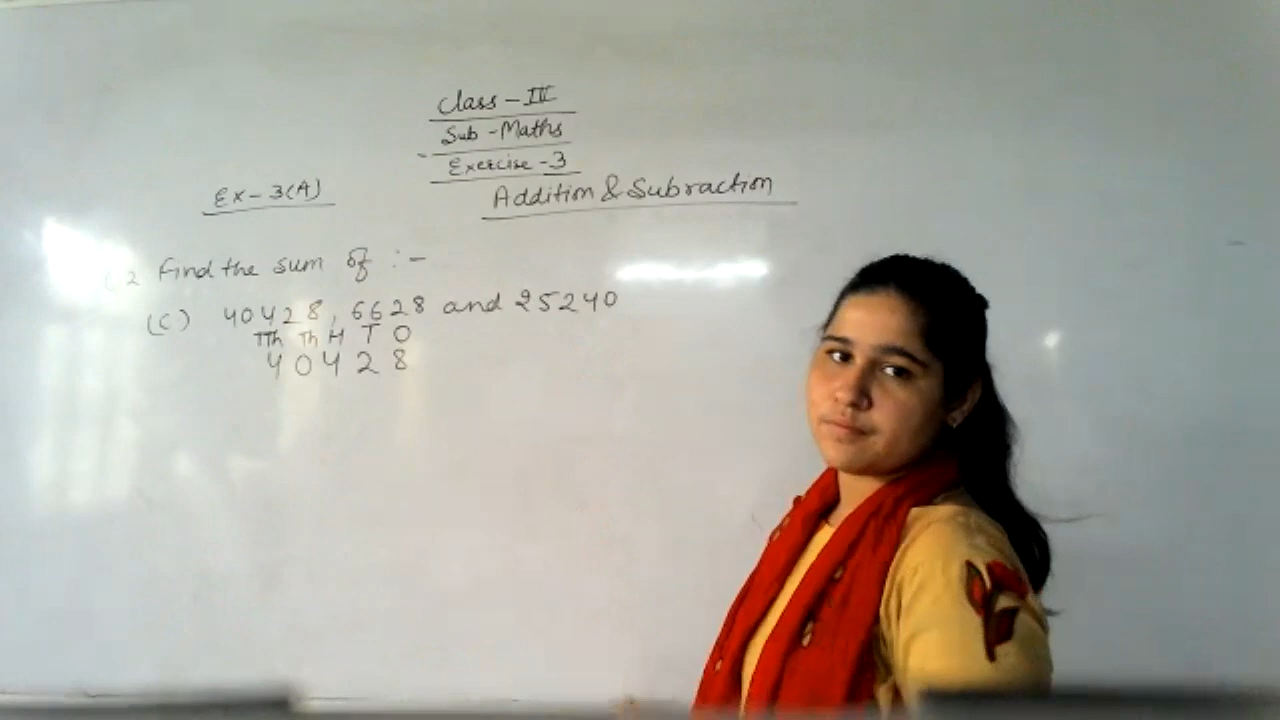 Class - III
Sub - Maths
Exercise - 3
Addition & Subraction
Ex - 3(A)
2 Find the sum of : -
(C) 40428, 6628 and 25240
TTh Th H T O
4 0 4 2 8